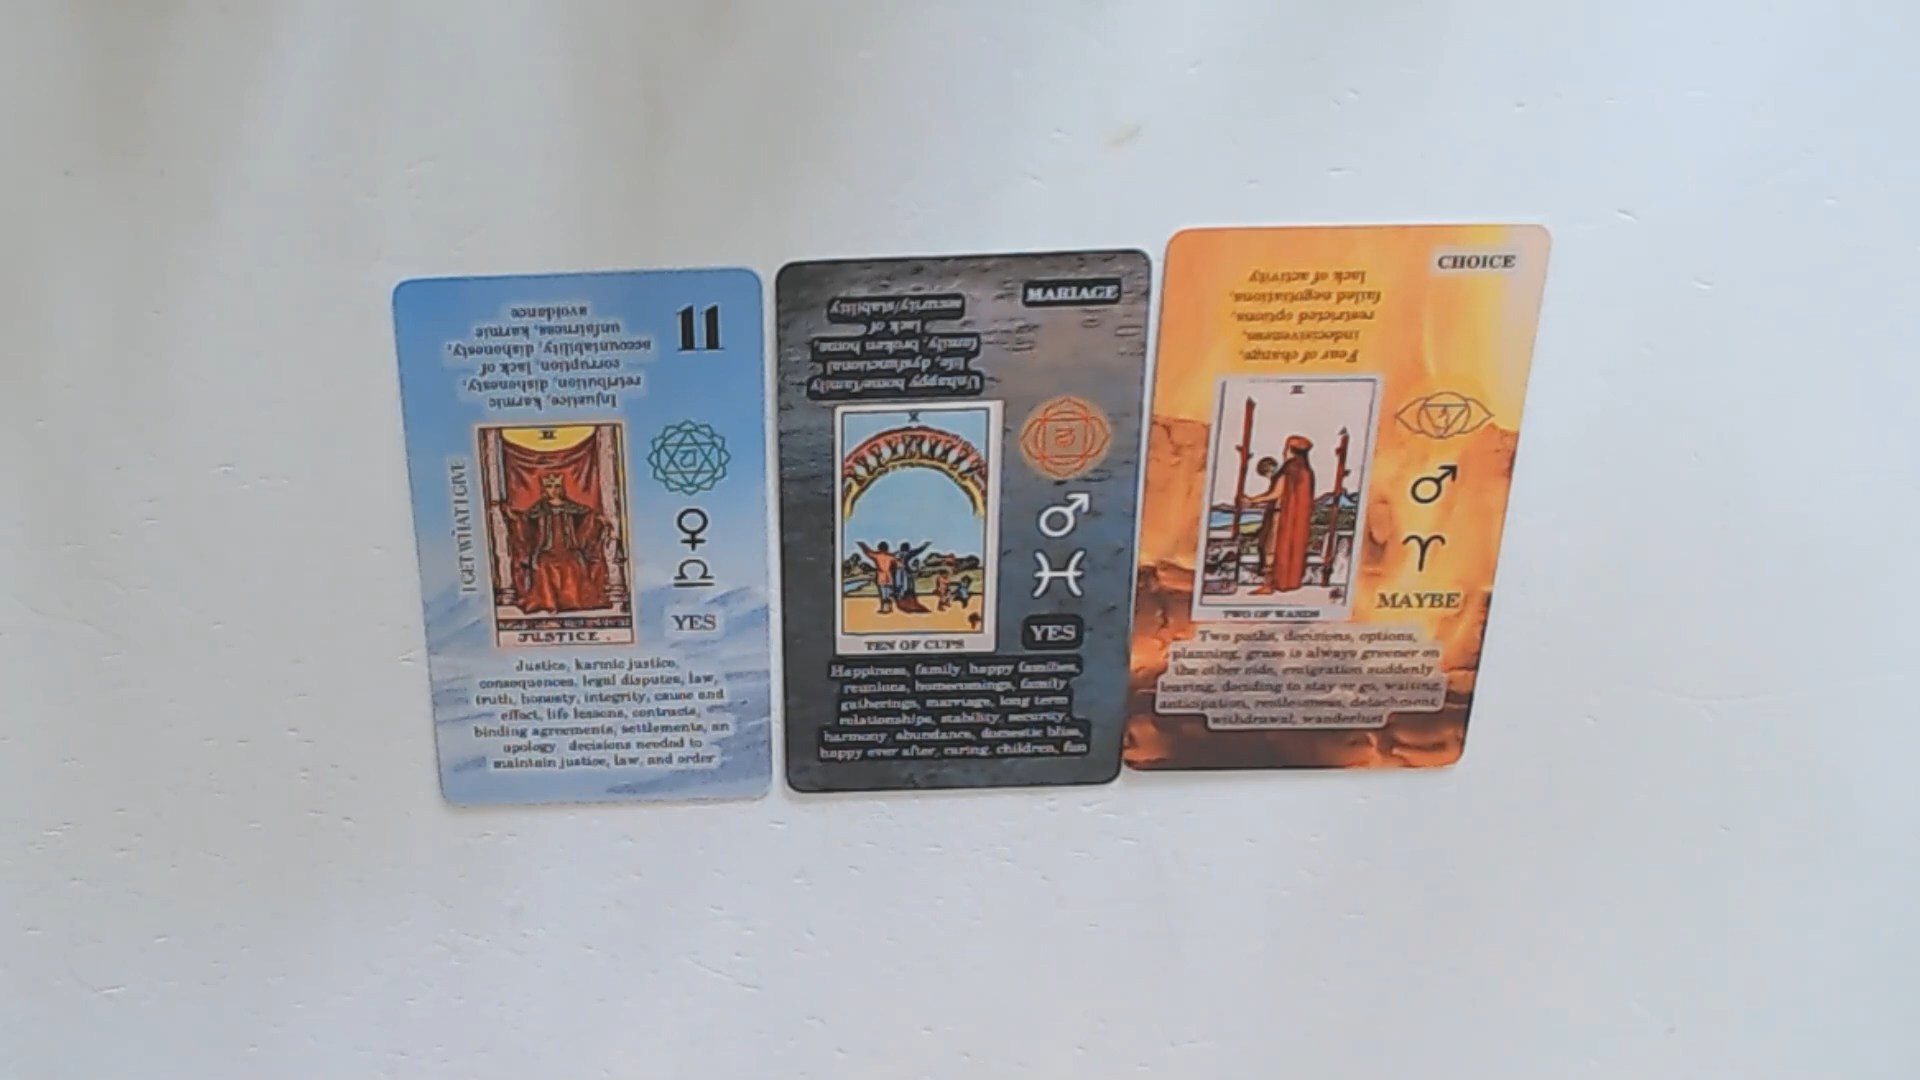 11
Injustice, karmic
retribution, dishonesty,
corruption, lack of
accountability, dishonesty,
unfairness, karmic
avoidance
I GET WHAT I GIVE
XI
JUSTICE.
YES
Justice, karmic justice,
consequences, legal disputes, law,
truth, honesty, integrity, cause and
effect, life lessons, contracts,
binding agreements, settlements, an
apology, decisions needed to
maintain justice, law, and order
MARIAGE
Unhappy home/family
life, dysfunctional
family, broken home,
lack of
security/stability
X
TEN OF CUPS
YES
Happiness, family, happy families,
reunions, homecomings, family
gatherings, marriage, long term
relationships, stability, security,
harmony, abundance, domestic bliss,
happy ever after, caring, children, fun
CHOICE
Fear of change,
indecisiveness,
restricted options,
failed negotiations,
lack of activity
II
TWO OF WANDS
MAYBE
Two paths, decisions, options,
planning, grass is always greener on
the other side, emigration suddenly
leaving, deciding to stay or go, waiting,
anticipation, restlessness, detachment,
withdrawal, wanderlust